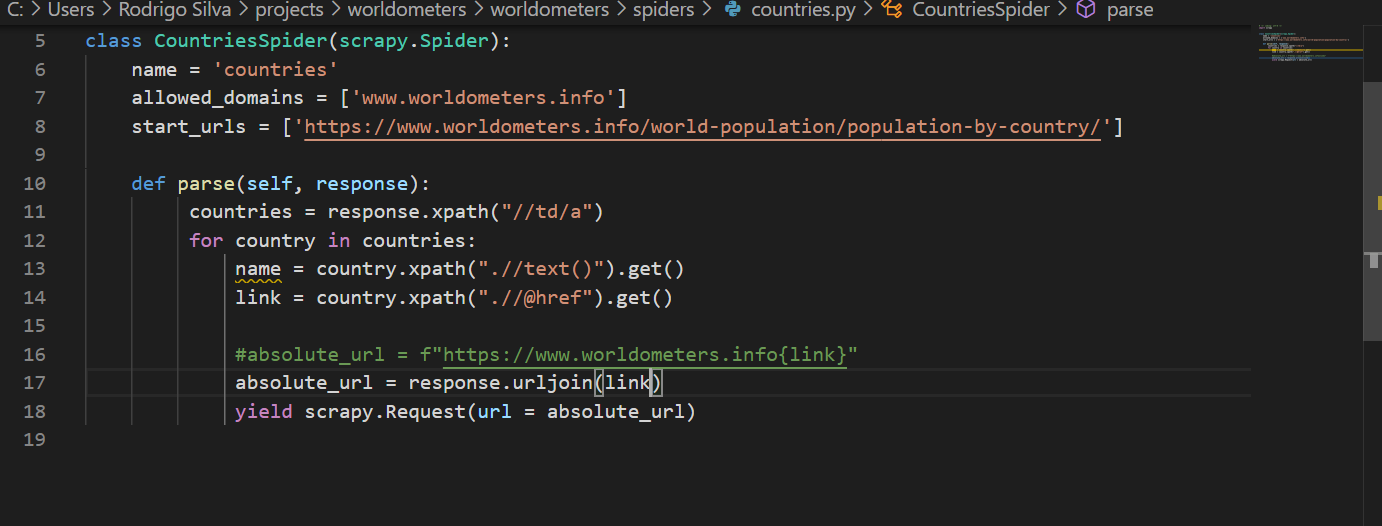 C: > Users > Rodrigo Silva > projects > worldometers > worldometers > spiders > countries.py > CountriesSpider > parse
5 class CountriesSpider(scrapy.Spider):
6 name = 'countries'
7 allowed_domains = ['www.worldometers.info']
8 start_urls = ['https://www.worldometers.info/world-population/population-by-country/']
9
10 def parse(self, response):
11 countries = response.xpath("//td/a")
12 for country in countries:
13 name = country.xpath(".//text()").get()
14 link = country.xpath(".//@href").get()
15
16 #absolute_url = f"https://www.worldometers.info{link}"
17 absolute_url = response.urljoin(link)
18 yield scrapy.Request(url = absolute_url)
19